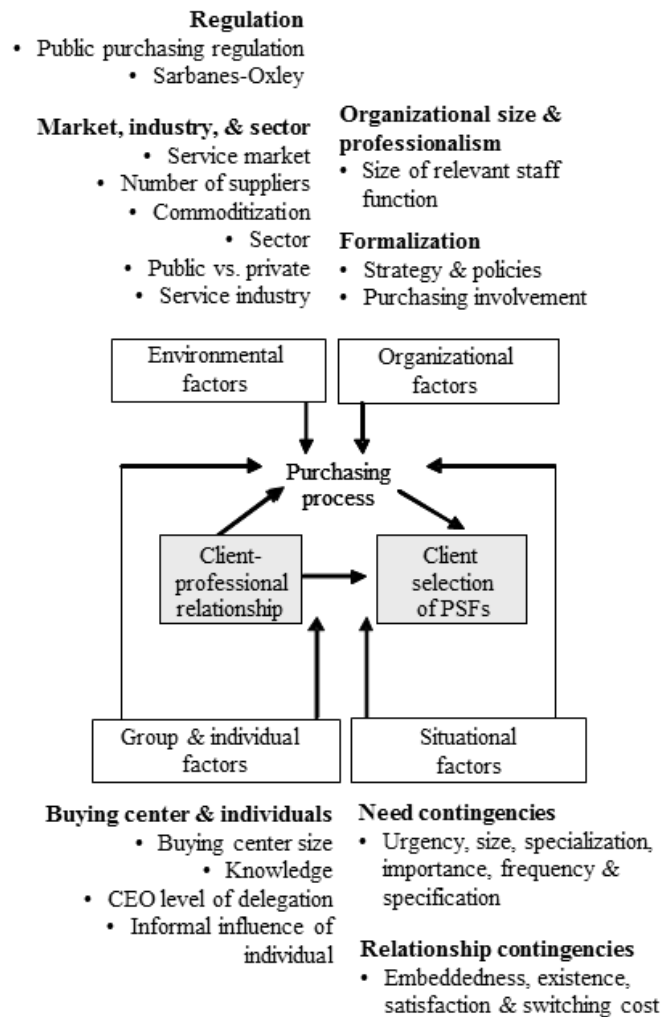 Regulation
• Public purchasing regulation
• Sarbanes-Oxley
Market, industry, & sector
• Service market
• Number of suppliers
• Commoditization
• Sector
• Public vs. private
• Service industry
Organizational size &
professionalism
• Size of relevant staff
function
Formalization
• Strategy & policies
• Purchasing involvement
Environmental
factors
Organizational
factors
Purchasing
process
Client-
professional
relationship
Client
selection
of PSFs
Group & individual
factors
Situational
factors
Buying center & individuals
• Buying center size
• Knowledge
• CEO level of delegation
• Informal influence of
individual
Need contingencies
• Urgency, size, specialization,
importance, frequency &
specification
Relationship contingencies
• Embeddedness, existence,
satisfaction & switching cost